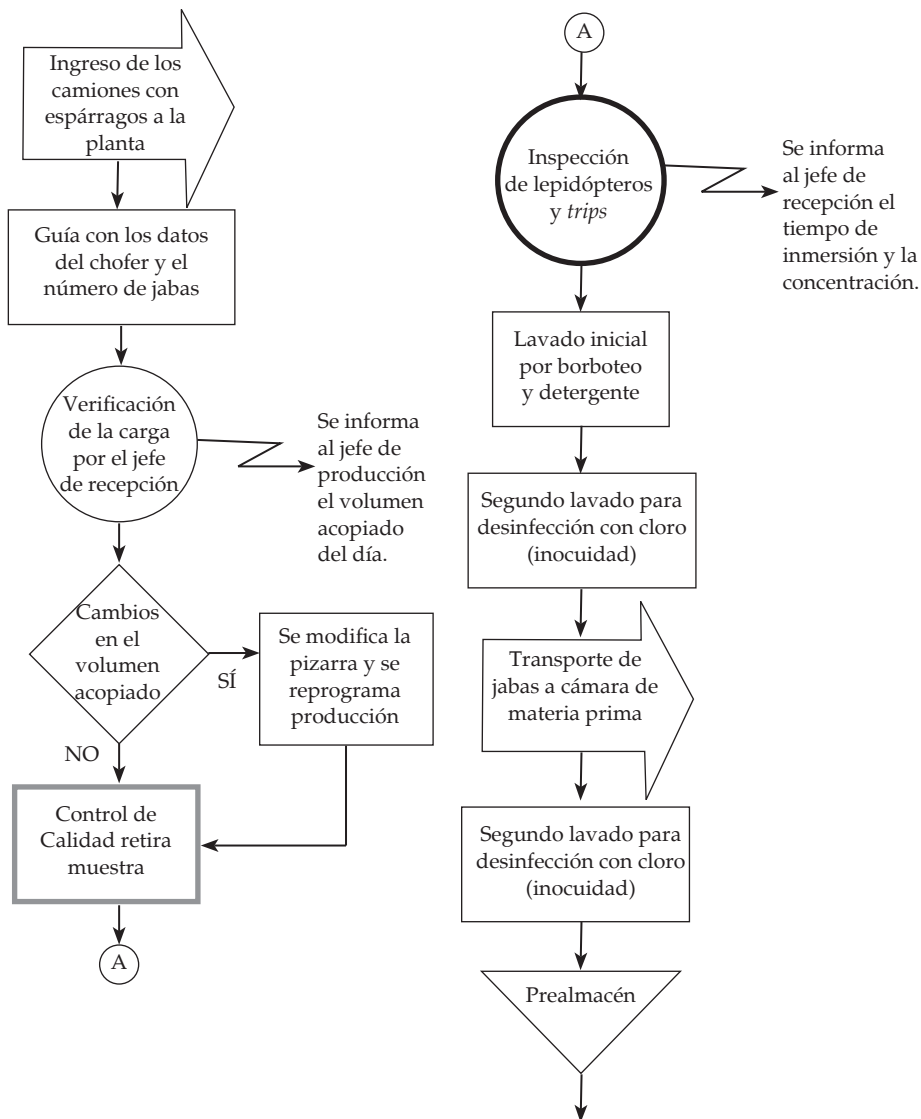 Ingreso de los
camiones con
espárragos a la
planta
Guía con los datos
del chofer y el
número de jabas
Verificación
de la carga
por el jefe
de recepción
Se informa
al jefe de
producción
el volumen
acopiado
del día.
Cambios
en el
volumen
acopiado
SÍ
Se modifica la
pizarra y se
reprograma
producción
NO
Control de
Calidad retira
muestra
A
A
Inspección
de lepidópteros
y trips
Se informa
al jefe de
recepción el
tiempo de
inmersión y la
concentración.
Lavado inicial
por borboteo
y detergente
Segundo lavado para
desinfección con cloro
(inocuidad)
Transporte de
jabas a cámara de
materia prima
Segundo lavado para
desinfección con cloro
(inocuidad)
Prealmacén